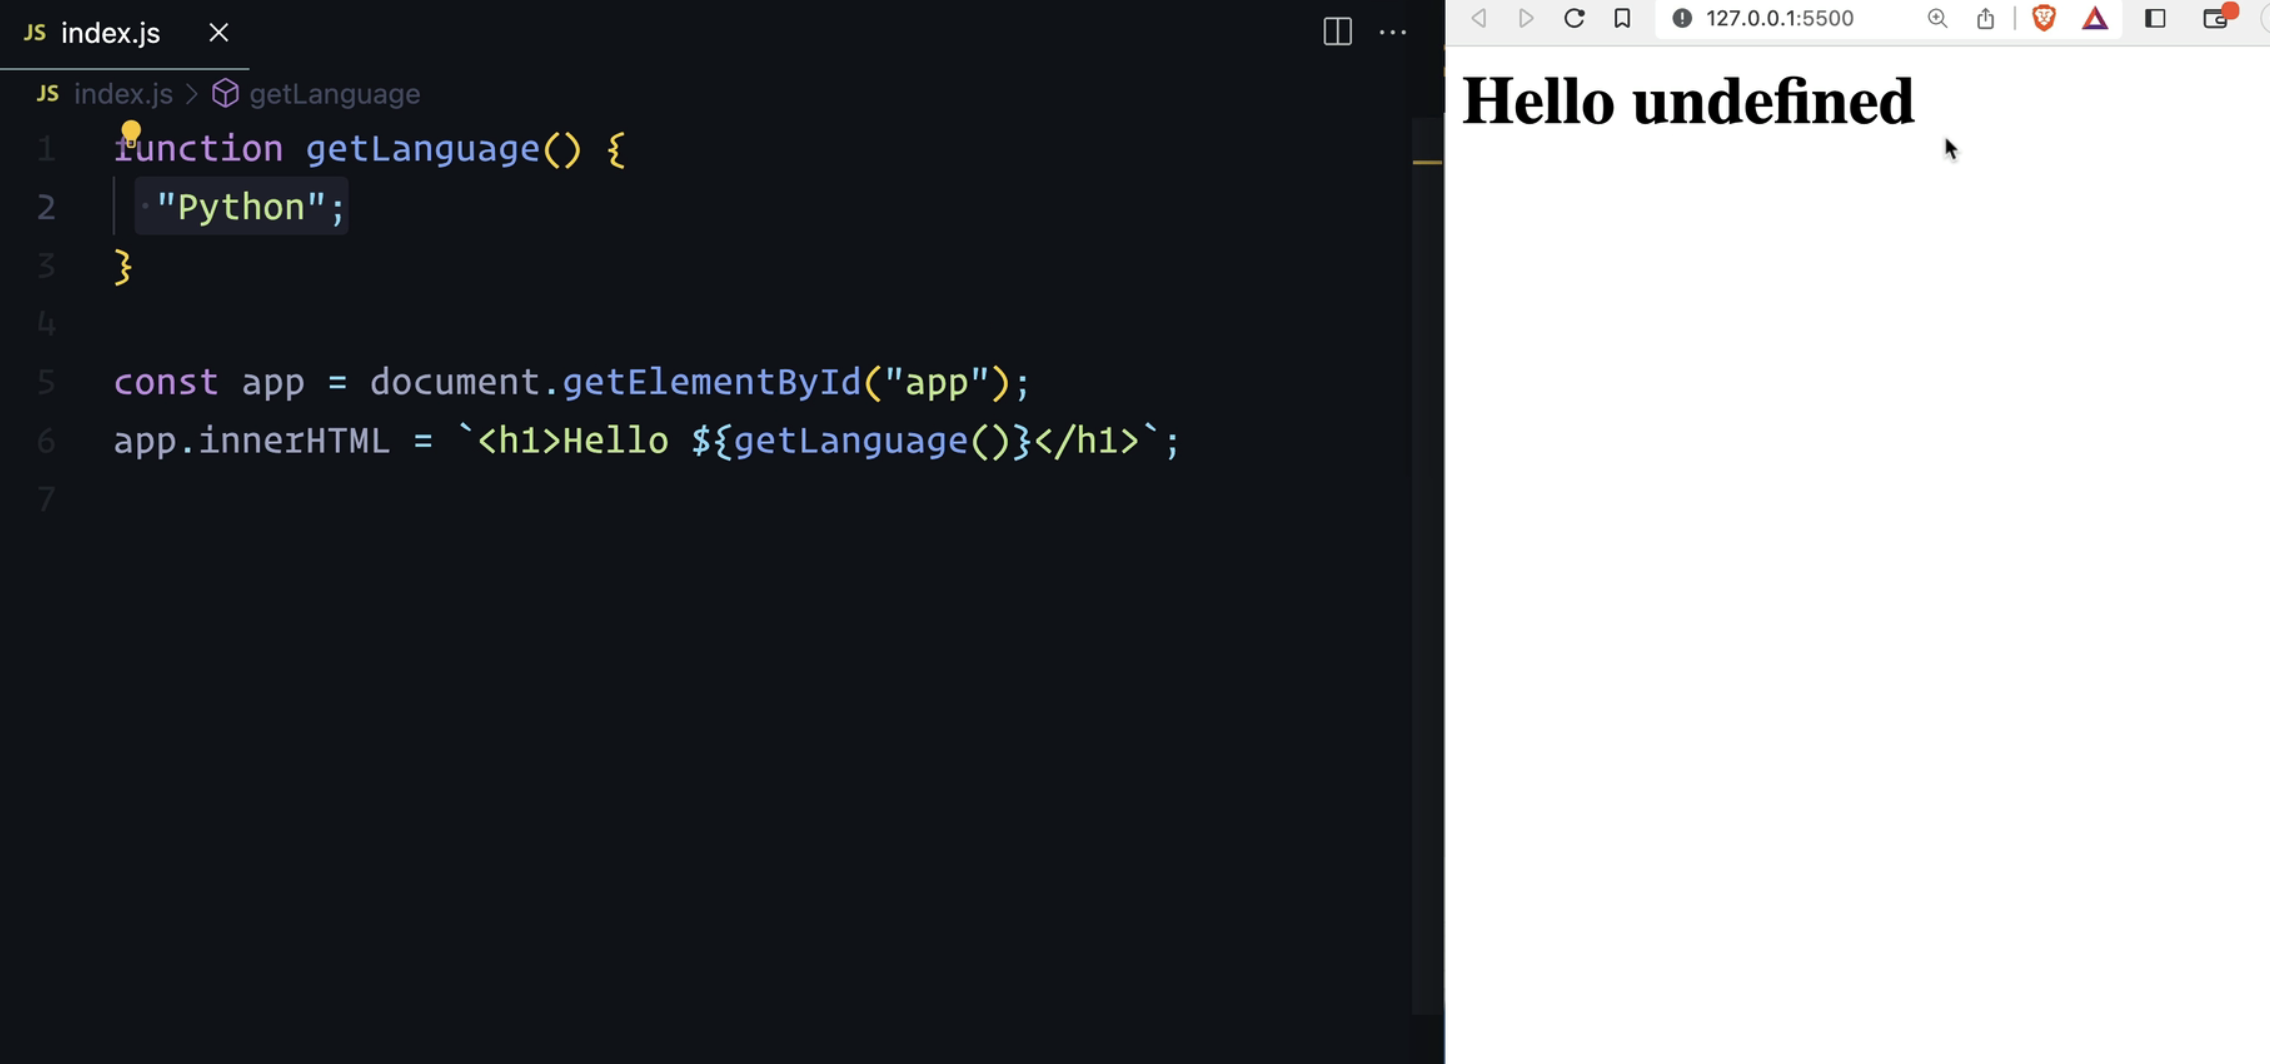 JS index.js
127.0.0.1:5500
JS index.js > getLanguage
Hello undefined
1 function getLanguage() {
2 "Python";
3 }
4
5 const app = document.getElementById("app");
6 app.innerHTML = `<h1>Hello ${getLanguage()}</h1>`;
7